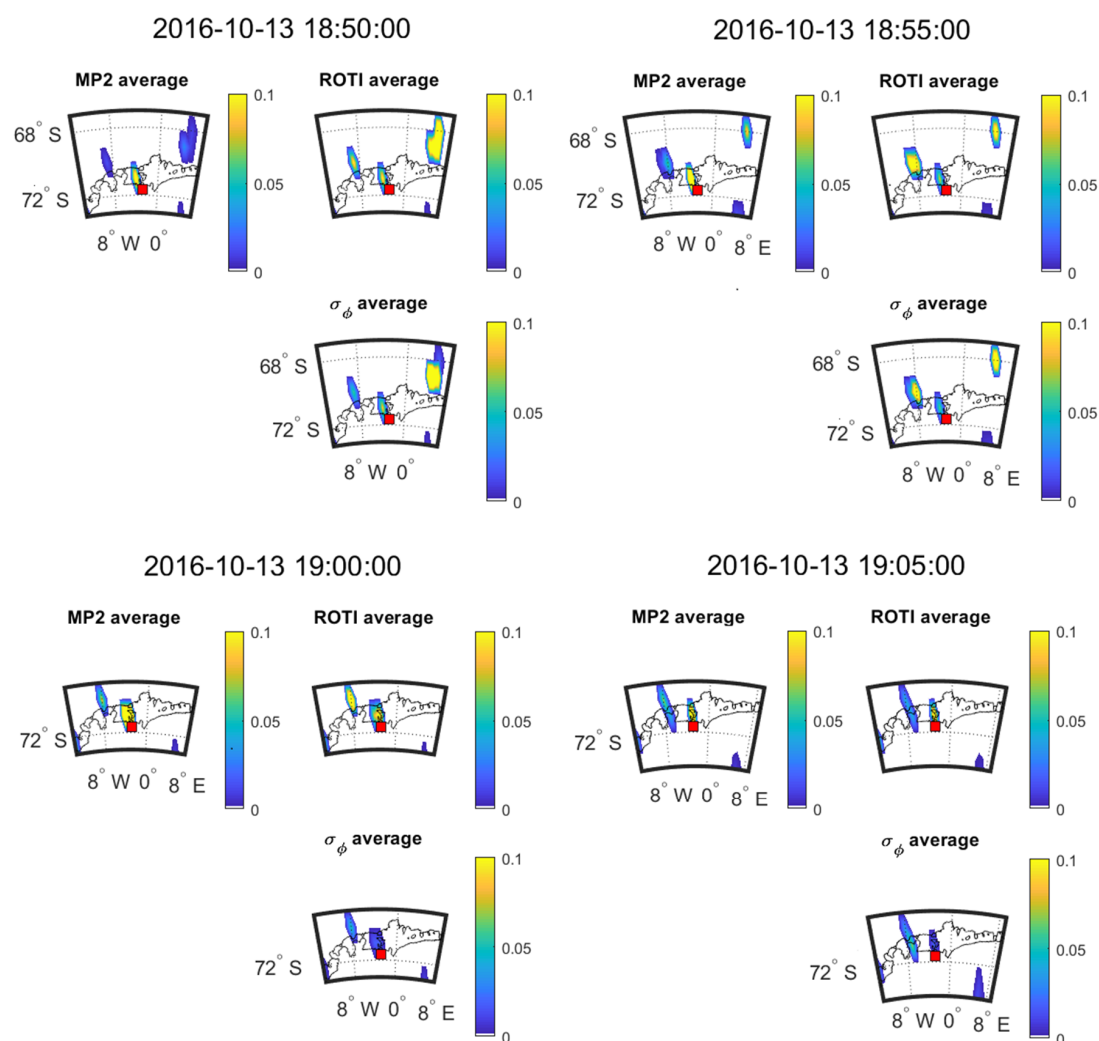 2016-10-13 18:50:00
MP2 average
ROTI average
68° S
72° S
8° W 0°
0.1
0.05
0
0.1
0.05
0
σϕ average
68° S
72° S
8° W 0°
0.1
0.05
0
2016-10-13 18:55:00
MP2 average
ROTI average
68° S
72° S
8° W 0° 8° E
0.1
0.05
0
0.1
0.05
0
σϕ average
68° S
72° S
8° W 0° 8° E
0.1
0.05
0
2016-10-13 19:00:00
MP2 average
ROTI average
72° S
8° W 0° 8° E
0.1
0.05
0
0.1
0.05
0
σϕ average
72° S
8° W 0° 8° E
0.1
0.05
0
2016-10-13 19:05:00
MP2 average
ROTI average
72° S
8° W 0° 8° E
0.1
0.05
0
0.1
0.05
0
σϕ average
72° S
8° W 0° 8° E
0.1
0.05
0